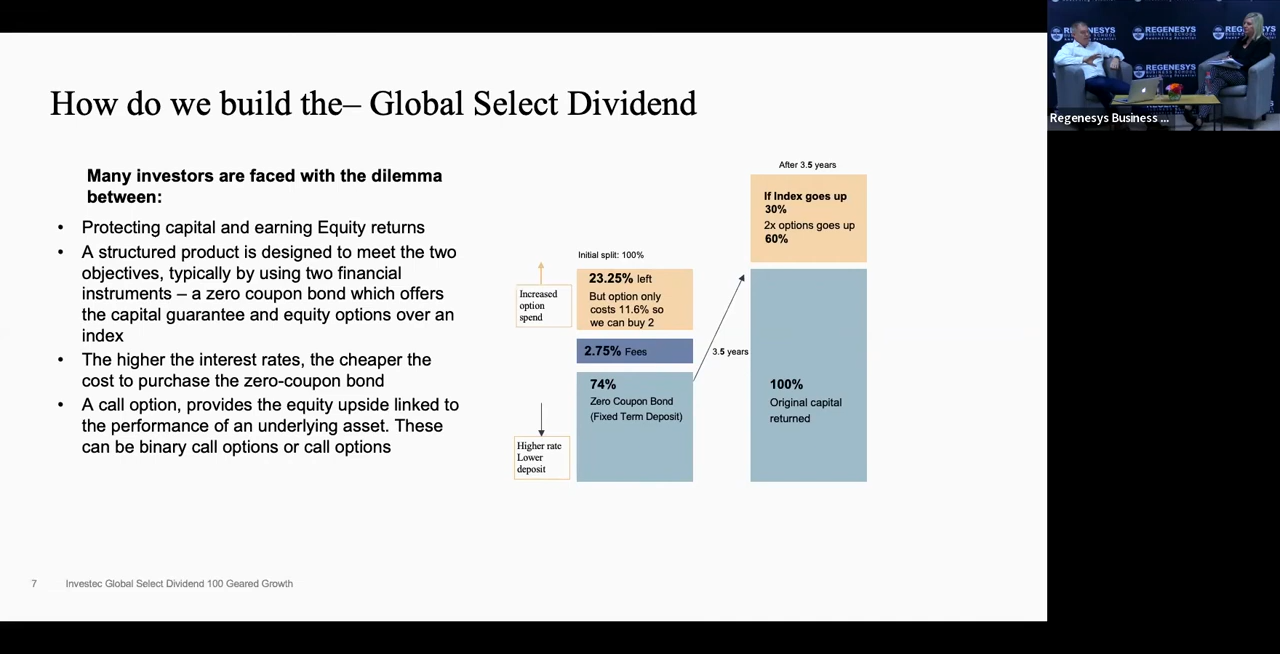 How do we build the– Global Select Dividend
Many investors are faced with the dilemma
between:
• Protecting capital and earning Equity returns
• A structured product is designed to meet the two
objectives, typically by using two financial
instruments – a zero coupon bond which offers
the capital guarantee and equity options over an
index
• The higher the interest rates, the cheaper the
cost to purchase the zero-coupon bond
• A call option, provides the equity upside linked to
the performance of an underlying asset. These
can be binary call options or call options
Increased
option
spend
Higher rate
Lower
deposit
Initial split: 100%
23.25% left
But option only
costs 11.6% so
we can buy 2
2.75% Fees
74%
Zero Coupon Bond
(Fixed Term Deposit)
3.5 years
After 3.5 years
If Index goes up
30%
2x options goes up
60%
100%
Original capital
returned
7 Investec Global Select Dividend 100 Geared Growth
REGENESYS
BUSINESS SCHOOL
REGENESYS
BUSINESS SCHOOL
Regenesys Business ...